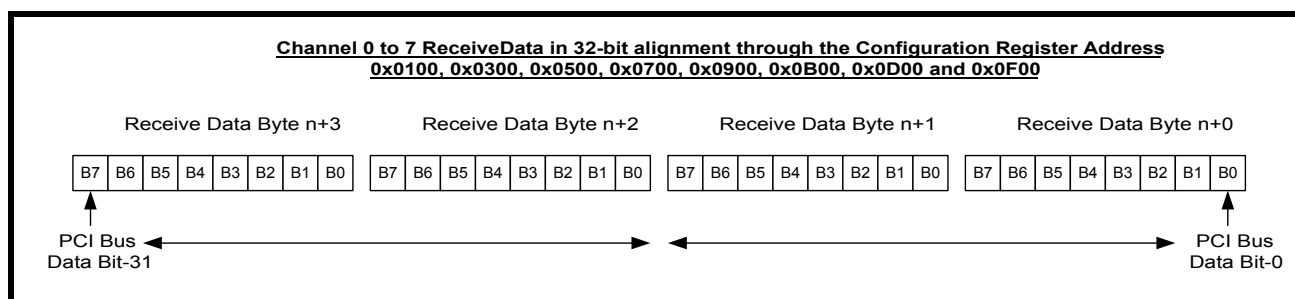 Channel 0 to 7 ReceiveData in 32-bit alignment through the Configuration Register Address
0x0100, 0x0300, 0x0500, 0x0700, 0x0900, 0x0B00, 0x0D00 and 0x0F00
Receive Data Byte n+3 Receive Data Byte n+2 Receive Data Byte n+1 Receive Data Byte n+0
B7 B6 B5 B4 B3 B2 B1 B0 B7 B6 B5 B4 B3 B2 B1 B0 B7 B6 B5 B4 B3 B2 B1 B0 B7 B6 B5 B4 B3 B2 B1 B0
PCI Bus PCI Bus
Data Bit-31 Data Bit-0